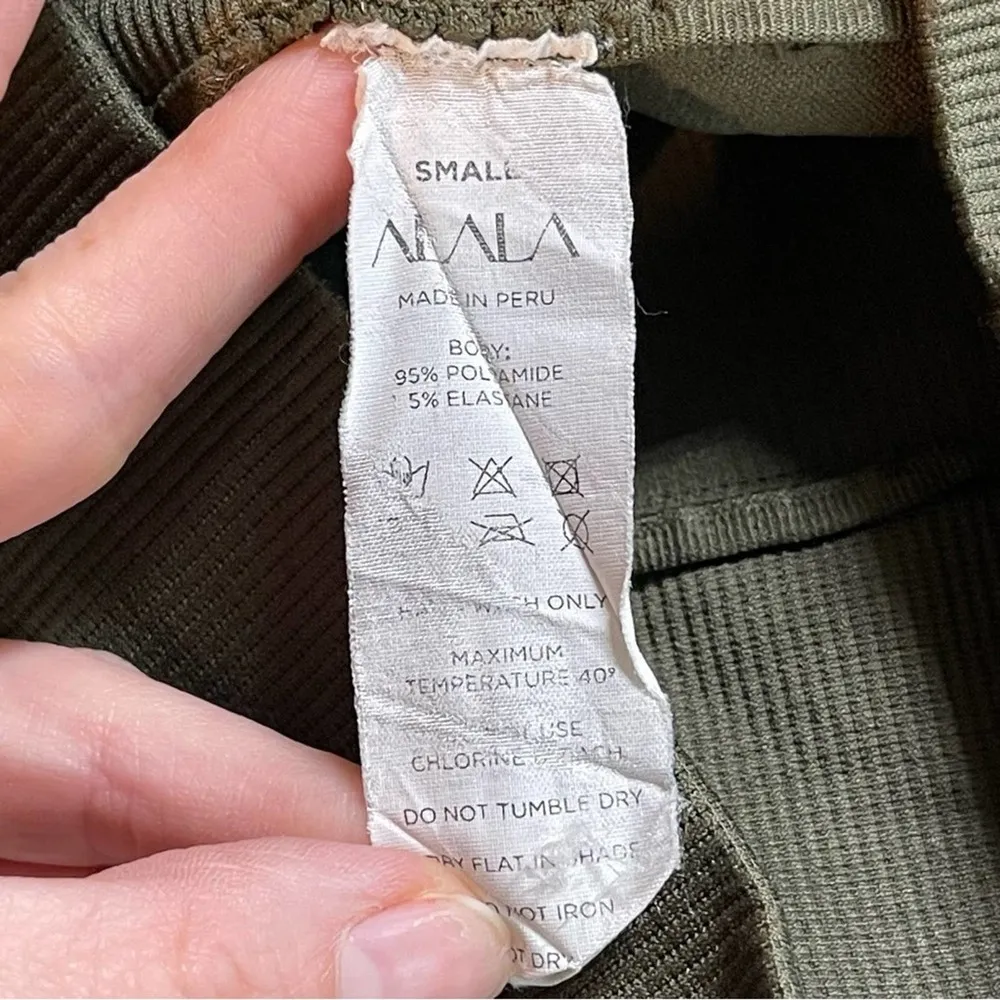 SMALL
ALALA
MADE IN PERU
BODY:
95% POLYAMIDE
5% ELASTANE
ONLY
MAXIMUM
TEMPERATURE 40°
USE
CHLORINE
DO NOT TUMBLE DRY
DRY FLAT IN SHADE
NOT IRON